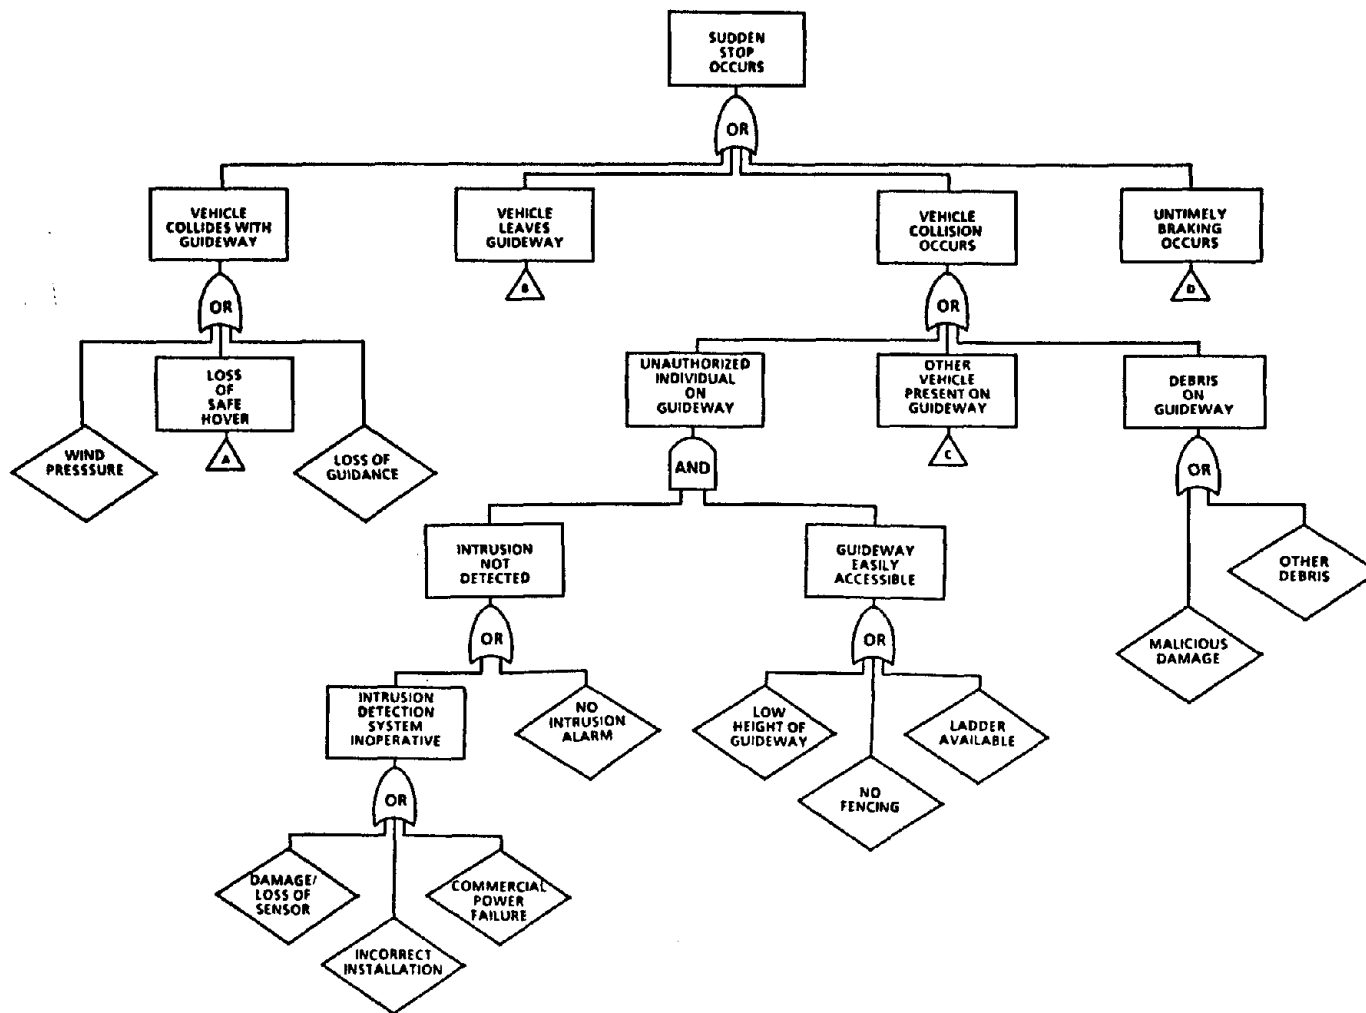 SUDDEN
STOP
OCCURS
OR
VEHICLE
COLLIDES WITH
GUIDEWAY
VEHICLE
LEAVES
GUIDEWAY
VEHICLE
COLLISION
OCCURS
UNTIMELY
BRAKING
OCCURS
B
D
OR
OR
LOSS
OF
SAFE
HOVER
UNAUTHORIZED
INDIVIDUAL
ON
GUIDEWAY
OTHER
VEHICLE
PRESENT ON
GUIDEWAY
DEBRIS
ON
GUIDEWAY
WIND
PRESSSURE
A
LOSS OF
GUIDANCE
AND
C
OR
INTRUSION
NOT
DETECTED
GUIDEWAY
EASILY
ACCESSIBLE
OTHER
DEBRIS
OR
OR
MALICIOUS
DAMAGE
INTRUSION
DETECTION
SYSTEM
INOPERATIVE
NO
INTRUSION
ALARM
LOW
HEIGHT OF
GUIDEWAY
LADDER
AVAILABLE
NO
FENCING
OR
DAMAGE/
LOSS OF
SENSOR
COMMERCIAL
POWER
FAILURE
INCORRECT
INSTALLATION